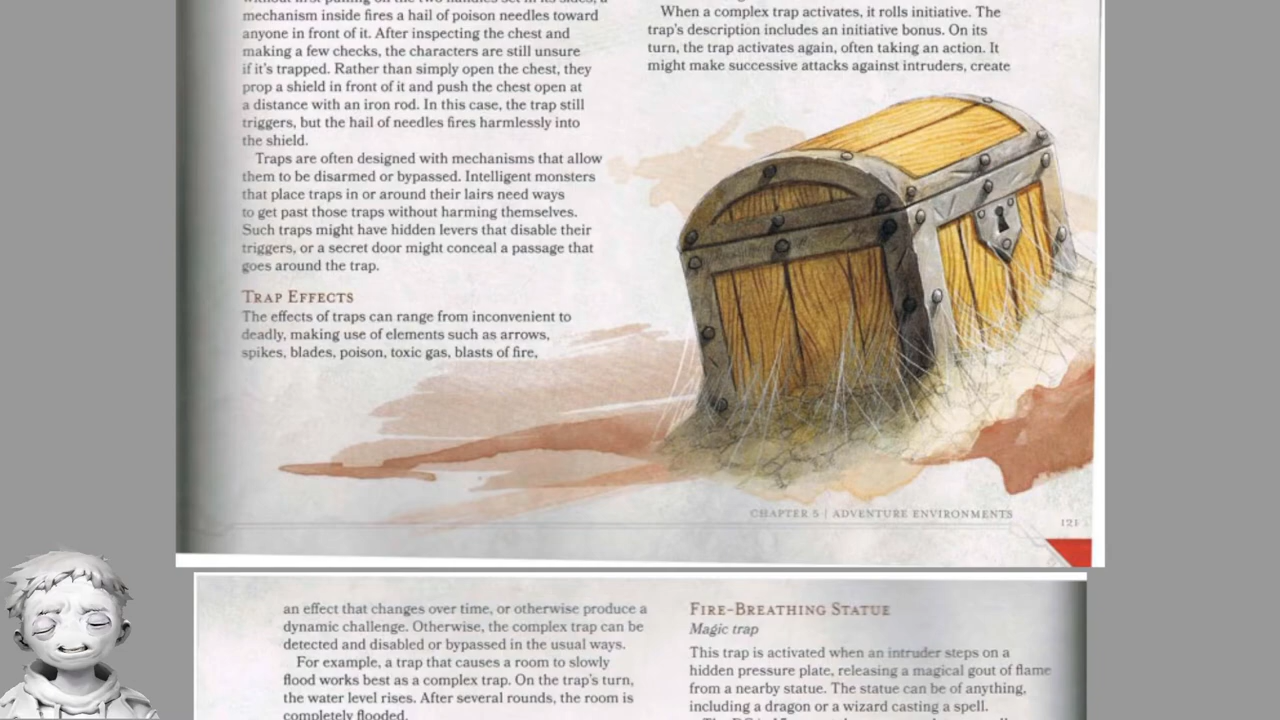 mechanism inside fires a hail of poison needles toward
anyone in front of it. After inspecting the chest and
making a few checks, the characters are still unsure
if it's trapped. Rather than simply open the chest, they
prop a shield in front of it and push the chest open at
a distance with an iron rod. In this case, the trap still
triggers, but the hail of needles fires harmlessly into
the shield.
Traps are often designed with mechanisms that allow
them to be disarmed or bypassed. Intelligent monsters
that place traps in or around their lairs need ways
to get past those traps without harming themselves.
Such traps might have hidden levers that disable their
triggers, or a secret door might conceal a passage that
goes around the trap.
TRAP EFFECTS
The effects of traps can range from inconvenient to
deadly, making use of elements such as arrows,
spikes, blades, poison, toxic gas, blasts of fire,
When a complex trap activates, it rolls initiative. The
trap's description includes an initiative bonus. On its
turn, the trap activates again, often taking an action. It
might make successive attacks against intruders, create
CHAPTER 5 | ADVENTURE ENVIRONMENTS
121
an effect that changes over time, or otherwise produce a
dynamic challenge. Otherwise, the complex trap can be
detected and disabled or bypassed in the usual ways.
For example, a trap that causes a room to slowly
flood works best as a complex trap. On the trap's turn,
the water level rises. After several rounds, the room is
completely flooded.
FIRE-BREATHING STATUE
Magic trap
This trap is activated when an intruder steps on a
hidden pressure plate, releasing a magical gout of flame
from a nearby statue. The statue can be of anything,
including a dragon or a wizard casting a spell.